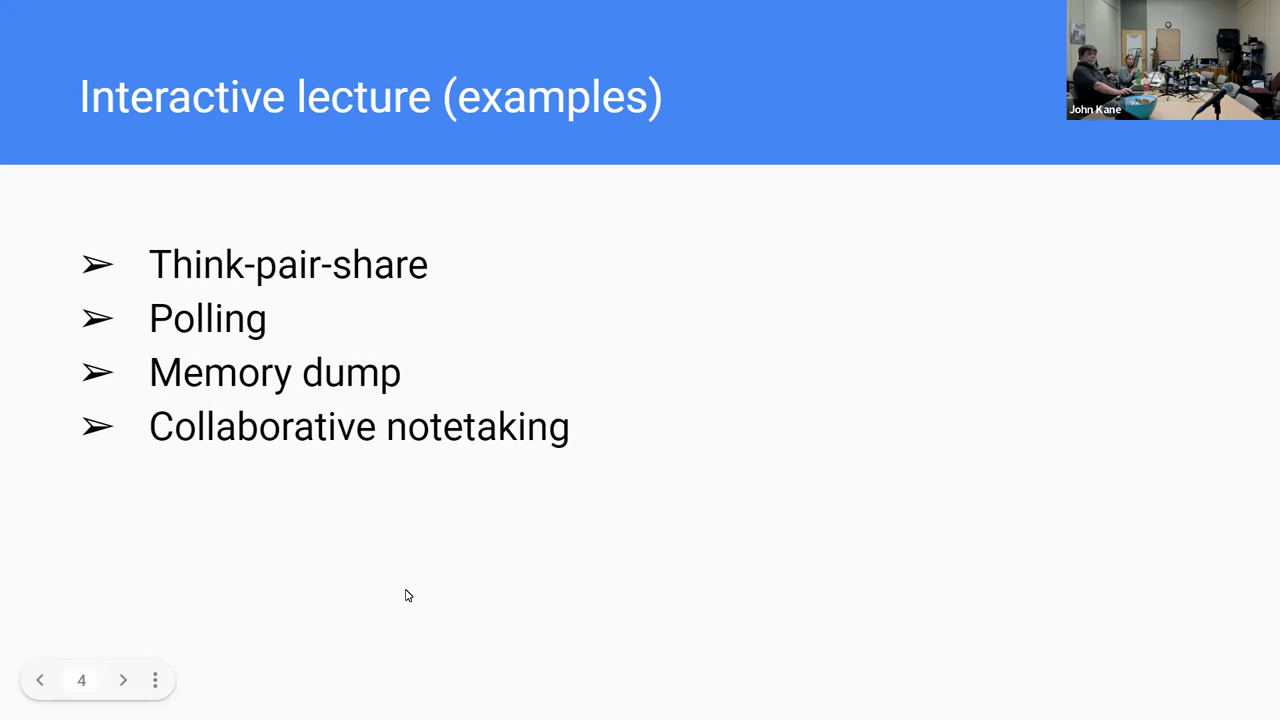 Interactive lecture (examples)
John Kane
➢ Think-pair-share
➢ Polling
➢ Memory dump
➢ Collaborative notetaking
4